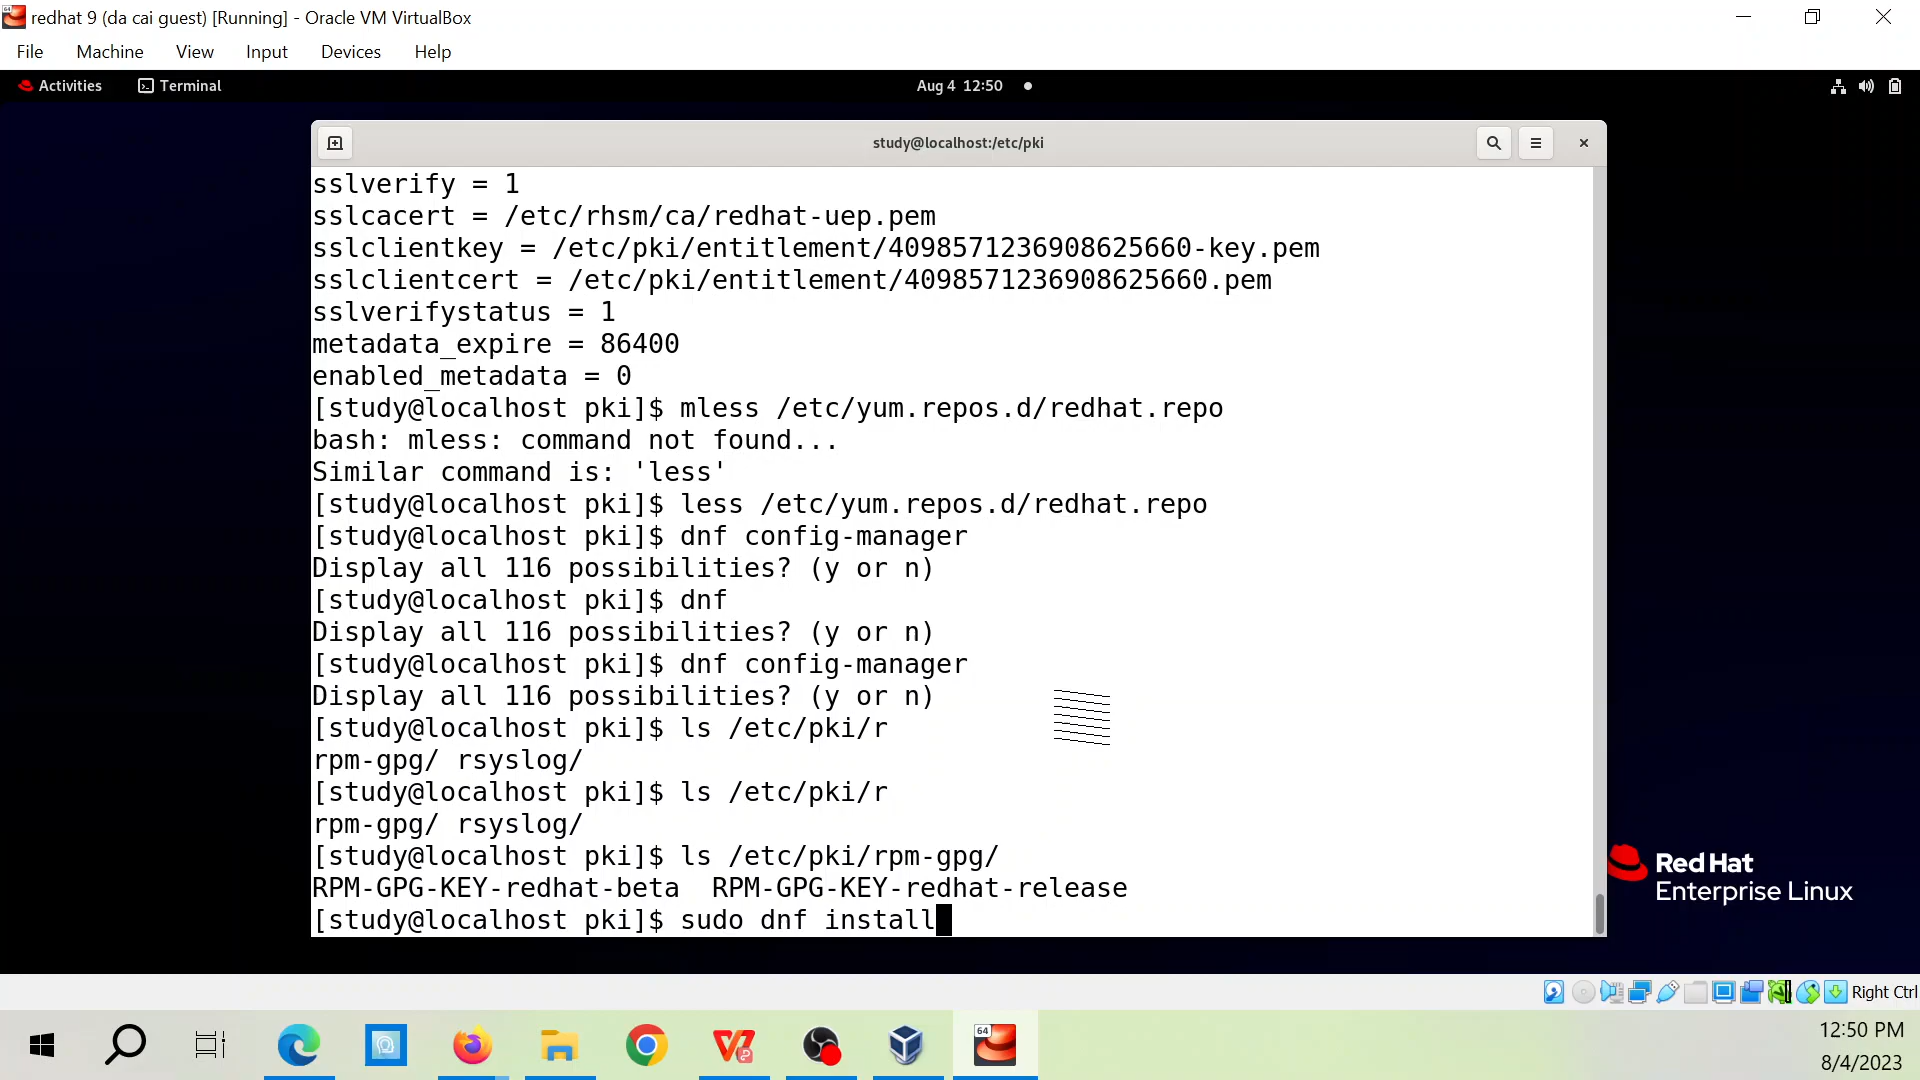 redhat 9 (da cai guest) [Running] - Oracle VM VirtualBox
File Machine View Input Devices Help
Activities Terminal Aug 4 12:50
study@localhost:/etc/pki
sslverify = 1
sslcacert = /etc/rhsm/ca/redhat-uep.pem
sslclientkey = /etc/pki/entitlement/4098571236908625660-key.pem
sslclientcert = /etc/pki/entitlement/4098571236908625660.pem
sslverifystatus = 1
metadata_expire = 86400
enabled_metadata = 0
[study@localhost pki]$ mless /etc/yum.repos.d/redhat.repo
bash: mless: command not found...
Similar command is: 'less'
[study@localhost pki]$ less /etc/yum.repos.d/redhat.repo
[study@localhost pki]$ dnf config-manager
Display all 116 possibilities? (y or n)
[study@localhost pki]$ dnf
Display all 116 possibilities? (y or n)
[study@localhost pki]$ dnf config-manager
Display all 116 possibilities? (y or n)
[study@localhost pki]$ ls /etc/pki/r
rpm-gpg/ rsyslog/
[study@localhost pki]$ ls /etc/pki/r
rpm-gpg/ rsyslog/
[study@localhost pki]$ ls /etc/pki/rpm-gpg/
RPM-GPG-KEY-redhat-beta  RPM-GPG-KEY-redhat-release
[study@localhost pki]$ sudo dnf install
Red Hat
Enterprise Linux
Right Ctrl
64
12:50 PM
8/4/2023